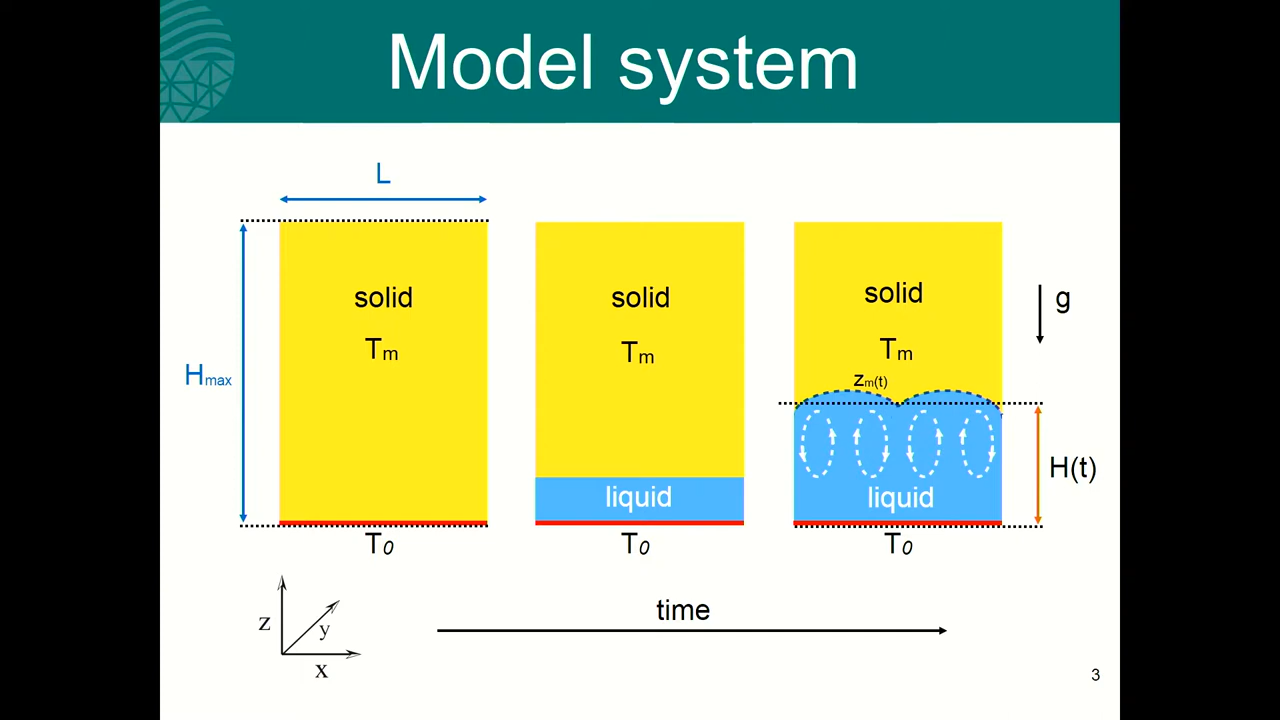 Model system
L
solid
Tm
Hmax
T0
solid
Tm
liquid
T0
solid
Tm
zm(t)
liquid
T0
g
H(t)
time
z
y
x
3